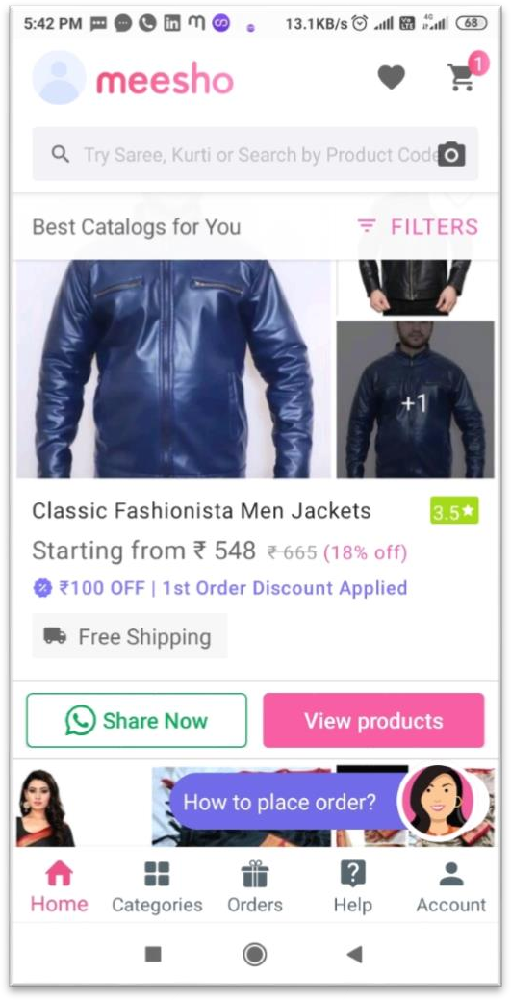 5:42 PM 13.1KB/s 4G 68
meesho
1
Try Saree, Kurti or Search by Product Code
Best Catalogs for You FILTERS
+1
Classic Fashionista Men Jackets 3.5★
Starting from ₹ 548 ₹ 665 (18% off)
₹100 OFF | 1st Order Discount Applied
Free Shipping
Share Now View products
How to place order?
Home Categories Orders Help Account